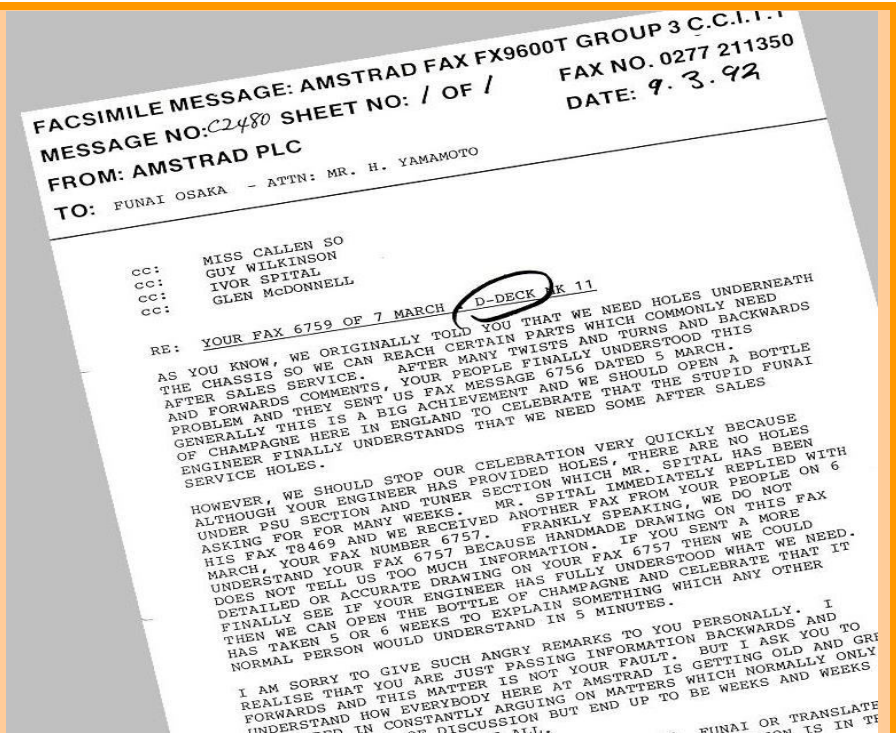 FACSIMILE MESSAGE: AMSTRAD FAX FX9600T GROUP 3 C.C.I.T.T
MESSAGE NO: C2480 SHEET NO: 1 OF 1 FAX NO. 0277 211350
FROM: AMSTRAD PLC DATE: 9. 3. 92
TO: FUNAI OSAKA - ATTN: MR. H. YAMAMOTO
cc: MISS CALLEN SO
cc: GUY WILKINSON
cc: IVOR SPITAL
cc: GLEN McDONNELL
RE: YOUR FAX 6759 OF 7 MARCH D-DECK MK 11
AS YOU KNOW, WE ORIGINALLY TOLD YOU THAT WE NEED HOLES UNDERNEATH
THE CHASSIS SO WE CAN REACH CERTAIN PARTS WHICH COMMONLY NEED
AFTER SALES SERVICE. AFTER MANY TWISTS AND TURNS AND BACKWARDS
AND FORWARDS COMMENTS, YOUR PEOPLE FINALLY UNDERSTOOD THIS
PROBLEM AND THEY SENT US FAX MESSAGE 6756 DATED 5 MARCH.
GENERALLY THIS IS A BIG ACHIEVEMENT AND WE SHOULD OPEN A BOTTLE
OF CHAMPAGNE HERE IN ENGLAND TO CELEBRATE THAT THE STUPID FUNAI
ENGINEER FINALLY UNDERSTANDS THAT WE NEED SOME AFTER SALES
SERVICE HOLES.
HOWEVER, WE SHOULD STOP OUR CELEBRATION VERY QUICKLY BECAUSE
ALTHOUGH YOUR ENGINEER HAS PROVIDED HOLES, THERE ARE NO HOLES
UNDER PSU SECTION AND TUNER SECTION WHICH MR. SPITAL HAS BEEN
ASKING FOR FOR MANY WEEKS. MR. SPITAL IMMEDIATELY REPLIED WITH
HIS FAX T8469 AND WE RECEIVED ANOTHER FAX FROM YOUR PEOPLE ON 6
MARCH, YOUR FAX NUMBER 6757. FRANKLY SPEAKING, WE DO NOT
UNDERSTAND YOUR FAX 6757 BECAUSE HANDMADE DRAWING ON THIS FAX
DOES NOT TELL US TOO MUCH INFORMATION. IF YOU SENT A MORE
DETAILED OR ACCURATE DRAWING ON YOUR FAX 6757 THEN WE COULD
FINALLY SEE IF YOUR ENGINEER HAS FULLY UNDERSTOOD WHAT WE NEED.
THEN WE CAN OPEN THE BOTTLE OF CHAMPAGNE AND CELEBRATE THAT IT
HAS TAKEN 5 OR 6 WEEKS TO EXPLAIN SOMETHING WHICH ANY OTHER
NORMAL PERSON WOULD UNDERSTAND IN 5 MINUTES.
I AM SORRY TO GIVE SUCH ANGRY REMARKS TO YOU PERSONALLY. I
REALISE THAT YOU ARE JUST PASSING INFORMATION BACKWARDS AND
FORWARDS AND THIS MATTER IS NOT YOUR FAULT. BUT I ASK YOU TO
UNDERSTAND HOW EVERYBODY HERE AT AMSTRAD IS GETTING OLD AND
IN CONSTANTLY ARGUING ON MATTERS WHICH NORMALLY ONLY
DISCUSSION BUT END UP TO BE WEEKS AND WEEKS
ALL.
FUNAI OR TRANSLATE
IS IN